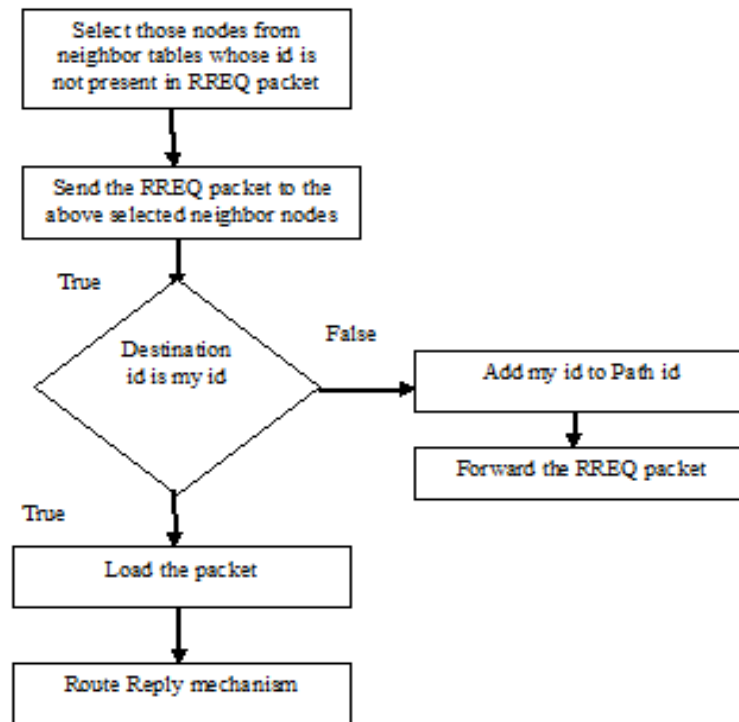 Select those nodes from
neighbor tables whose id is
not present in RREQ packet
Send the RREQ packet to the
above selected neighbor nodes
True
False
Destination
id is my id
Add my id to Path id
Forward the RREQ packet
True
Load the packet
Route Reply mechanism